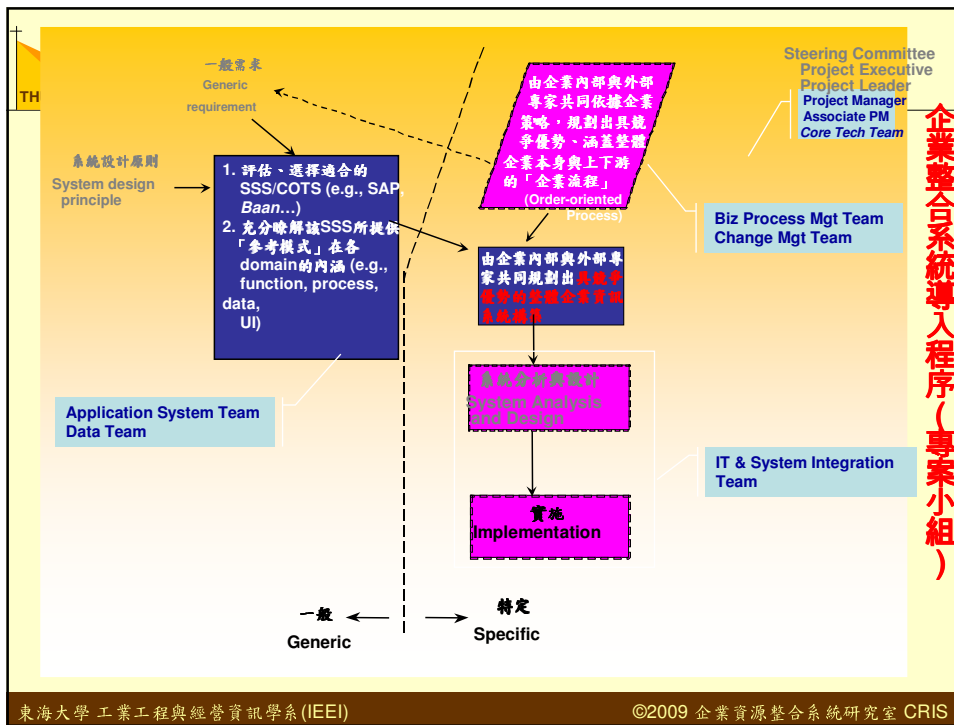 TH
一般需求
Generic
requirement
系統設計原則
System design
principle
1. 評估、選擇適合的
SSS/COTS (e.g., SAP,
Baan…)
2. 充分瞭解該SSS所提供
「參考模式」在各
domain的內涵 (e.g.,
function, process,
data,
UI)
Application System Team
Data Team
由企業內部與外部
專家共同依據企業
策略，規劃出具競
爭優勢、涵蓋整體
企業本身與上下游
的「企業流程」
(Order-oriented
Process)
Steering Committee
Project Executive
Project Leader
Project Manager
Associate PM
Core Tech Team
Biz Process Mgt Team
Change Mgt Team
由企業內部與外部專
家共同規劃出具競爭
優勢的整體企業資訊
系統構築
系統分析與設計
System Analysis
and Design
IT & System Integration
Team
實施
Implementation
一般
Generic
特定
Specific
企業整合系統導入程序(專案小組)
東海大學 工業工程與經營資訊學系(IEEI)
©2009 企業資源整合系統研究室 CRIS